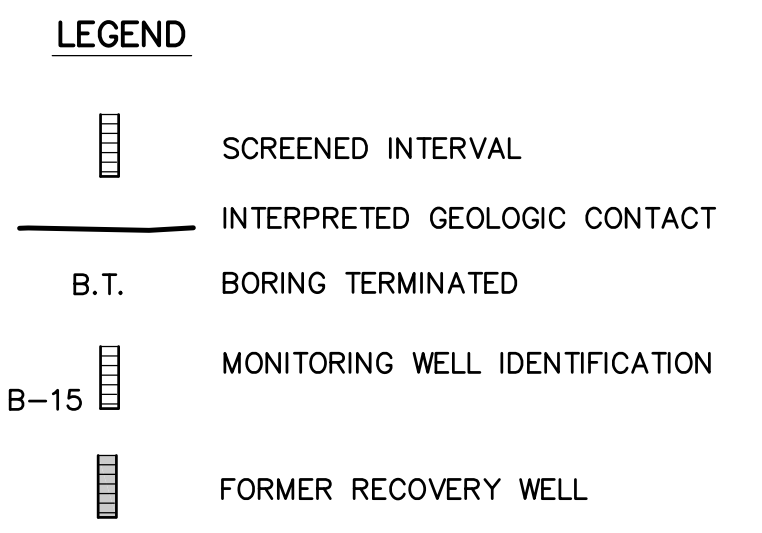 LEGEND
SCREENED INTERVAL
INTERPRETED GEOLOGIC CONTACT
B.T. BORING TERMINATED
MONITORING WELL IDENTIFICATION
B-15
FORMER RECOVERY WELL